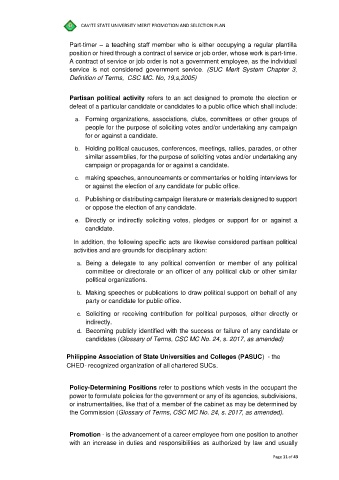 CAVITE STATE UNIVERSITY MERIT PROMOTION AND SELECTION PLAN
Part-timer – a teaching staff member who is either occupying a regular plantilla
position or hired through a contract of service or job order, whose work is part-time.
A contract of service or job order is not a government employee, as the individual
service is not considered government service. (SUC Merit System Chapter 3.
Definition of Terms, CSC MC. No, 19,s,2005)
Partisan political activity refers to an act designed to promote the election or
defeat of a particular candidate or candidates to a public office which shall include:
a. Forming organizations, associations, clubs, committees or other groups of
people for the purpose of soliciting votes and/or undertaking any campaign
for or against a candidate.
b. Holding political caucuses, conferences, meetings, rallies, parades, or other
similar assemblies, for the purpose of soliciting votes and/or undertaking any
campaign or propaganda for or against a candidate.
c. making speeches, announcements or commentaries or holding interviews for
or against the election of any candidate for public office.
d. Publishing or distributing campaign literature or materials designed to support
or oppose the election of any candidate.
e. Directly or indirectly soliciting votes, pledges or support for or against a
candidate.
In addition, the following specific acts are likewise considered partisan political
activities and are grounds for disciplinary action:
a. Being a delegate to any political convention or member of any political
committee or directorate or an officer of any political club or other similar
political organizations.
b. Making speeches or publications to draw political support on behalf of any
party or candidate for public office.
c. Soliciting or receiving contribution for political purposes, either directly or
indirectly.
d. Becoming publicly identified with the success or failure of any candidate or
candidates (Glossary of Terms, CSC MC No. 24, s. 2017, as amended)
Philippine Association of State Universities and Colleges (PASUC) - the
CHED- recognized organization of all chartered SUCs.
Policy-Determining Positions refer to positions which vests in the occupant the
power to formulate policies for the government or any of its agencies, subdivisions,
or instrumentalities, like that of a member of the cabinet as may be determined by
the Commission (Glossary of Terms, CSC MC No. 24, s. 2017, as amended).
Promotion - is the advancement of a career employee from one position to another
with an increase in duties and responsibilities as authorized by law and usually
Page 11 of 49